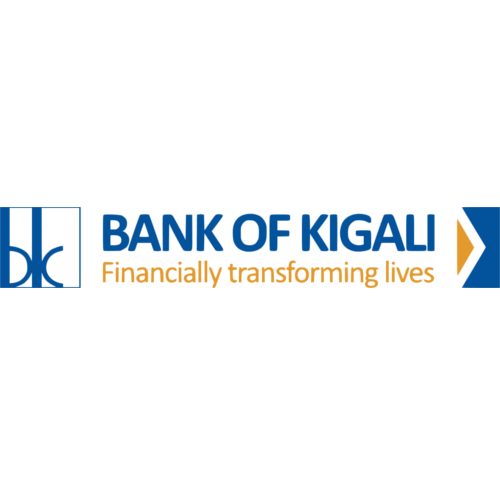 bk
BANK OF KIGALI
Financially transforming lives